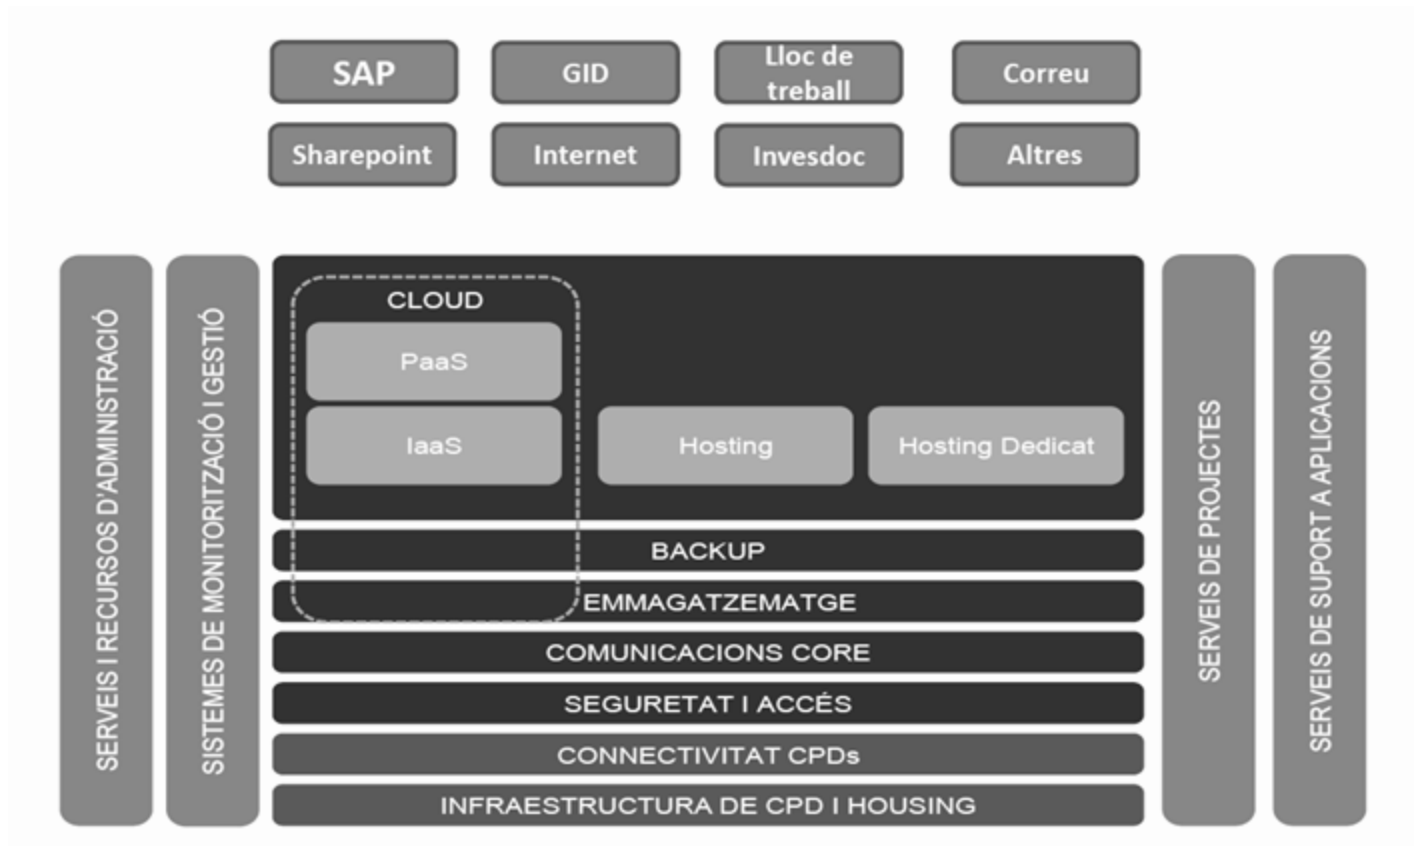 SAP
GID
Lloc de
treball
Correu
Sharepoint
Internet
Invesdoc
Altres
SERVEIS I RECURSOS D'ADMINISTRACIÓ
SISTEMES DE MONITORITZACIÓ I GESTIÓ
CLOUD
PaaS
IaaS
Hosting
Hosting Dedicat
BACKUP
EMMAGATZEMATGE
COMUNICACIONS CORE
SEGURETAT I ACCÉS
CONNECTIVITAT CPDs
INFRAESTRUCTURA DE CPD I HOUSING
SERVEIS DE PROJECTES
SERVEIS DE SUPORT A APLICACIONS